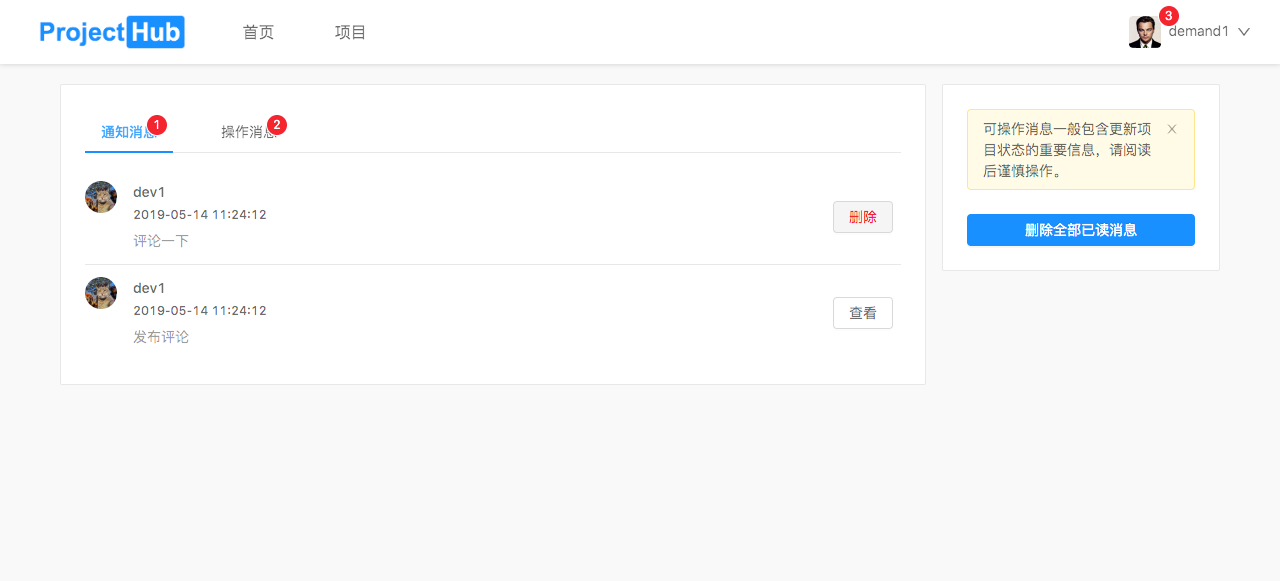 ProjectHub
首页
项目
3
demand1
通知消息
1
操作消息
2
dev1
2019-05-14 11:24:12
评论一下
删除
dev1
2019-05-14 11:24:12
发布评论
查看
可操作消息一般包含更新项
目状态的重要信息，请阅读
后谨慎操作。
删除全部已读消息